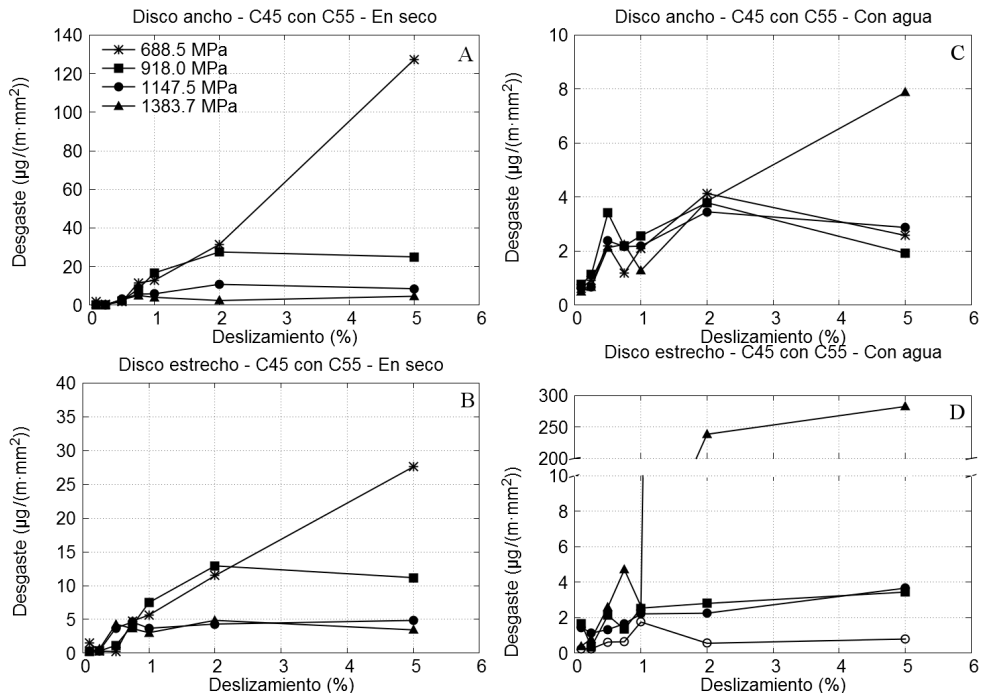 Disco ancho - C45 con C55 - En seco
A
688.5 MPa
918.0 MPa
1147.5 MPa
1383.7 MPa
Desgaste (µg/(m·mm²))
140
120
100
80
60
40
20
0
0 1 2 3 4 5 6
Deslizamiento (%)
Disco ancho - C45 con C55 - Con agua
C
Desgaste (µg/(m·mm²))
10
8
6
4
2
0
0 1 2 3 4 5 6
Deslizamiento (%)
Disco estrecho - C45 con C55 - En seco
B
Desgaste (µg/(m·mm²))
40
35
30
25
20
15
10
5
0
0 1 2 3 4 5 6
Deslizamiento (%)
Disco estrecho - C45 con C55 - Con agua
D
Desgaste (µg/(m·mm²))
300
250
200
10
8
6
4
2
0
0 1 2 3 4 5 6
Deslizamiento (%)